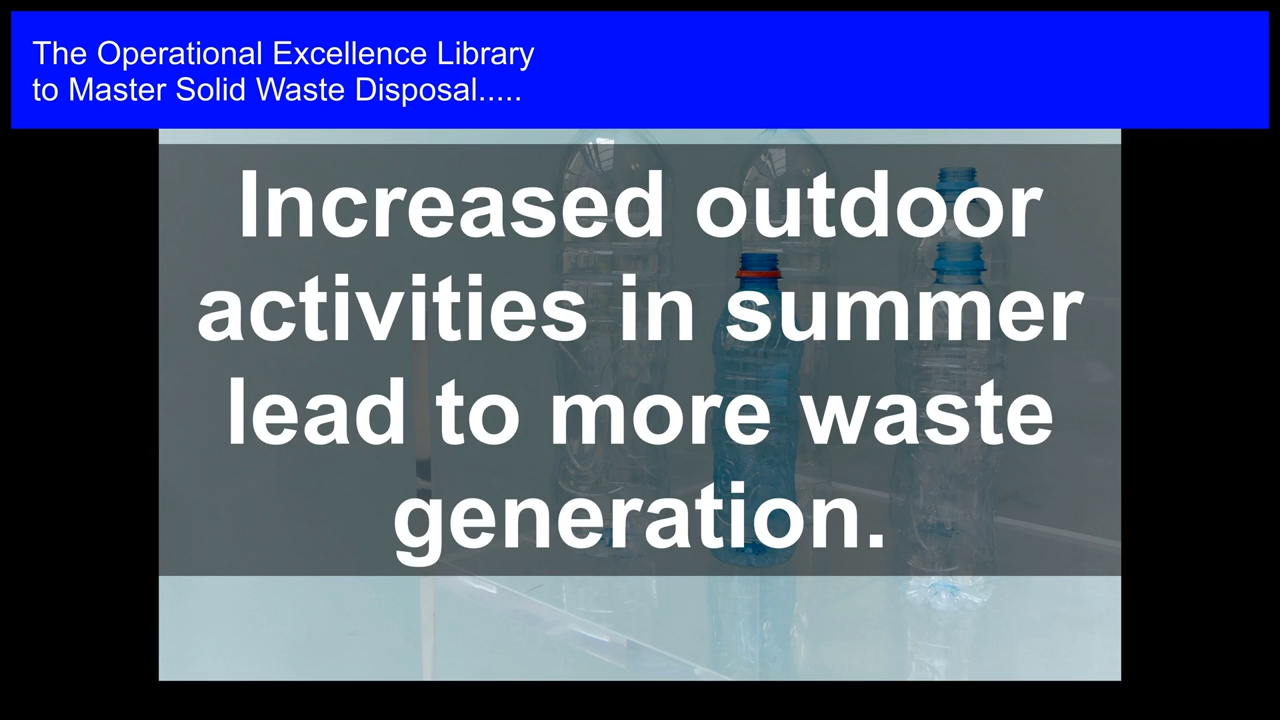 The Operational Excellence Library
to Master Solid Waste Disposal.....
Increased outdoor
activities in summer
lead to more waste
generation.